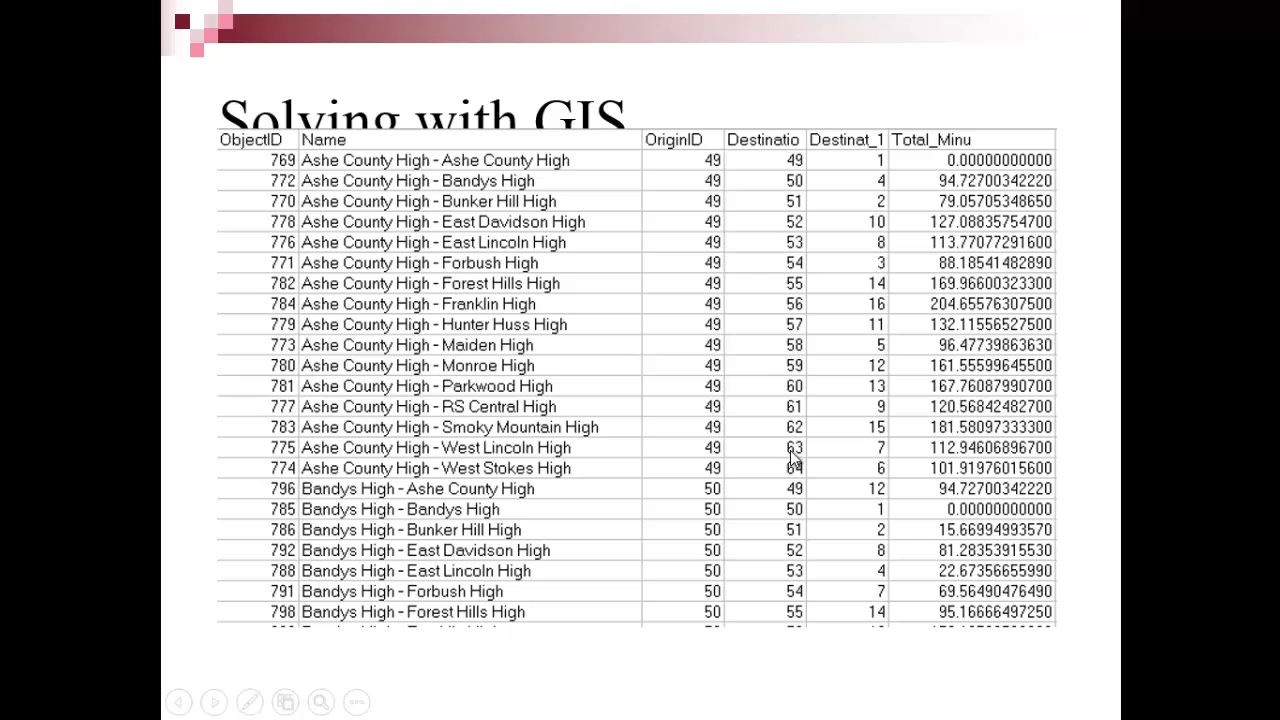 Solving with GIS
ObjectID Name OriginID Destinatio Destinat_1 Total_Minu
769 Ashe County High - Ashe County High 49 49 1 0.00000000000
772 Ashe County High - Bandys High 49 50 4 94.72700342220
770 Ashe County High - Bunker Hill High 49 51 2 79.05705348650
778 Ashe County High - East Davidson High 49 52 10 127.08835754700
776 Ashe County High - East Lincoln High 49 53 8 113.77077291600
771 Ashe County High - Forbush High 49 54 3 88.18541482890
782 Ashe County High - Forest Hills High 49 55 14 169.96600323300
784 Ashe County High - Franklin High 49 56 16 204.65576307500
779 Ashe County High - Hunter Huss High 49 57 11 132.11556527500
773 Ashe County High - Maiden High 49 58 5 96.47739863630
780 Ashe County High - Monroe High 49 59 12 161.55599645500
781 Ashe County High - Parkwood High 49 60 13 167.76087990700
777 Ashe County High - RS Central High 49 61 9 120.56842482700
783 Ashe County High - Smoky Mountain High 49 62 15 181.58097333300
775 Ashe County High - West Lincoln High 49 63 7 112.94606896700
774 Ashe County High - West Stokes High 49 64 6 101.91976015600
796 Bandys High - Ashe County High 50 49 12 94.72700342220
785 Bandys High - Bandys High 50 50 1 0.00000000000
786 Bandys High - Bunker Hill High 50 51 2 15.66994993570
792 Bandys High - East Davidson High 50 52 8 81.28353915530
788 Bandys High - East Lincoln High 50 53 4 22.67356655990
791 Bandys High - Forbush High 50 54 7 69.56490476490
798 Bandys High - Forest Hills High 50 55 14 95.16666497250